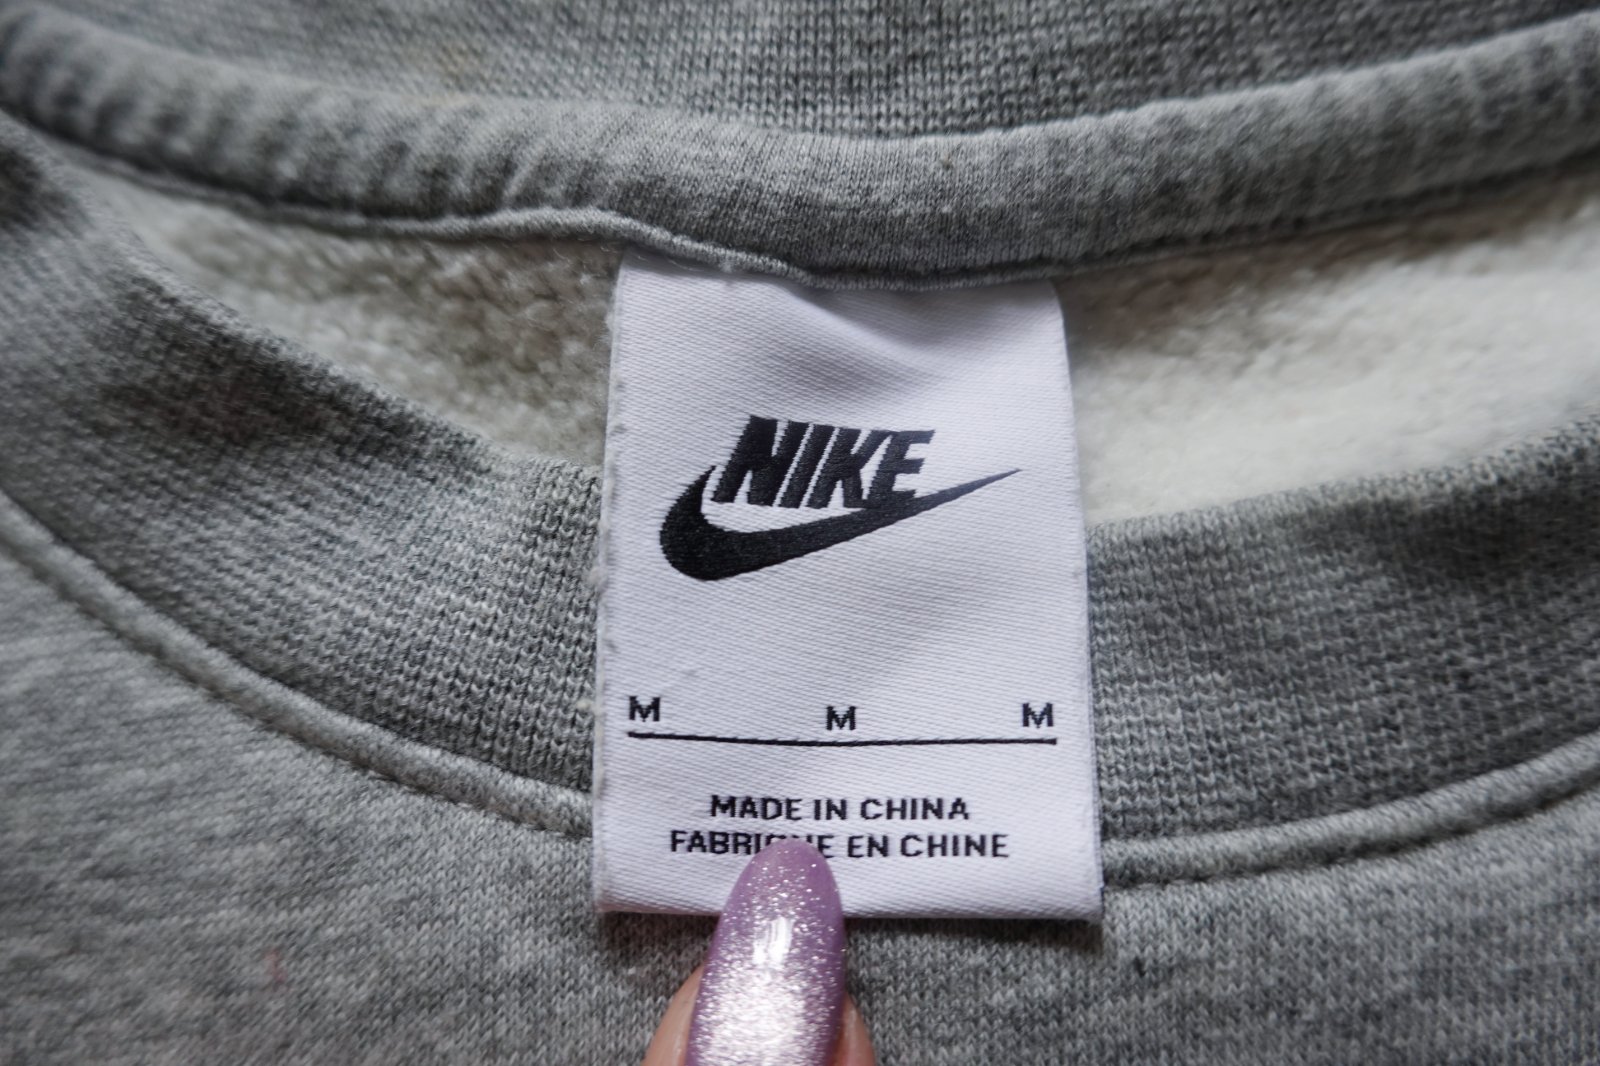 NIKE
M M M
MADE IN CHINA
FABRIQUE EN CHINE